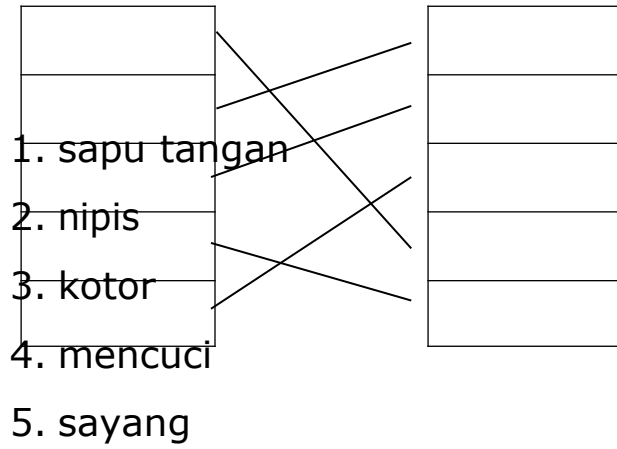 1. sapu tangan
2. nipis
3. kotor
4. mencuci
5. sayang